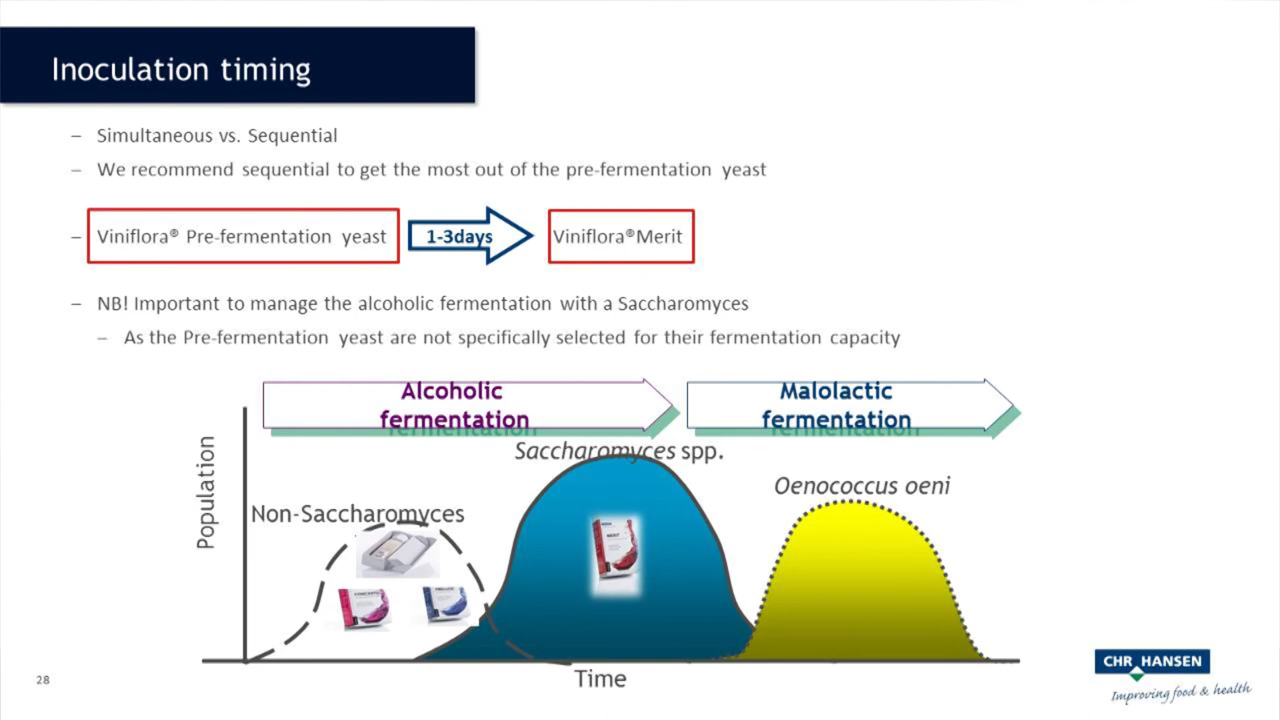 Inoculation timing
– Simultaneous vs. Sequential
– We recommend sequential to get the most out of the pre-fermentation yeast
– Viniflora® Pre-fermentation yeast 1-3days Viniflora®Merit
– NB! Important to manage the alcoholic fermentation with a Saccharomyces
– As the Pre-fermentation yeast are not specifically selected for their fermentation capacity
Alcoholic
fermentation
Malolactic
fermentation
Saccharomyces spp.
Oenococcus oeni
Non-Saccharomyces
Population
MERIT
Time
28
CHR HANSEN
Improving food & health